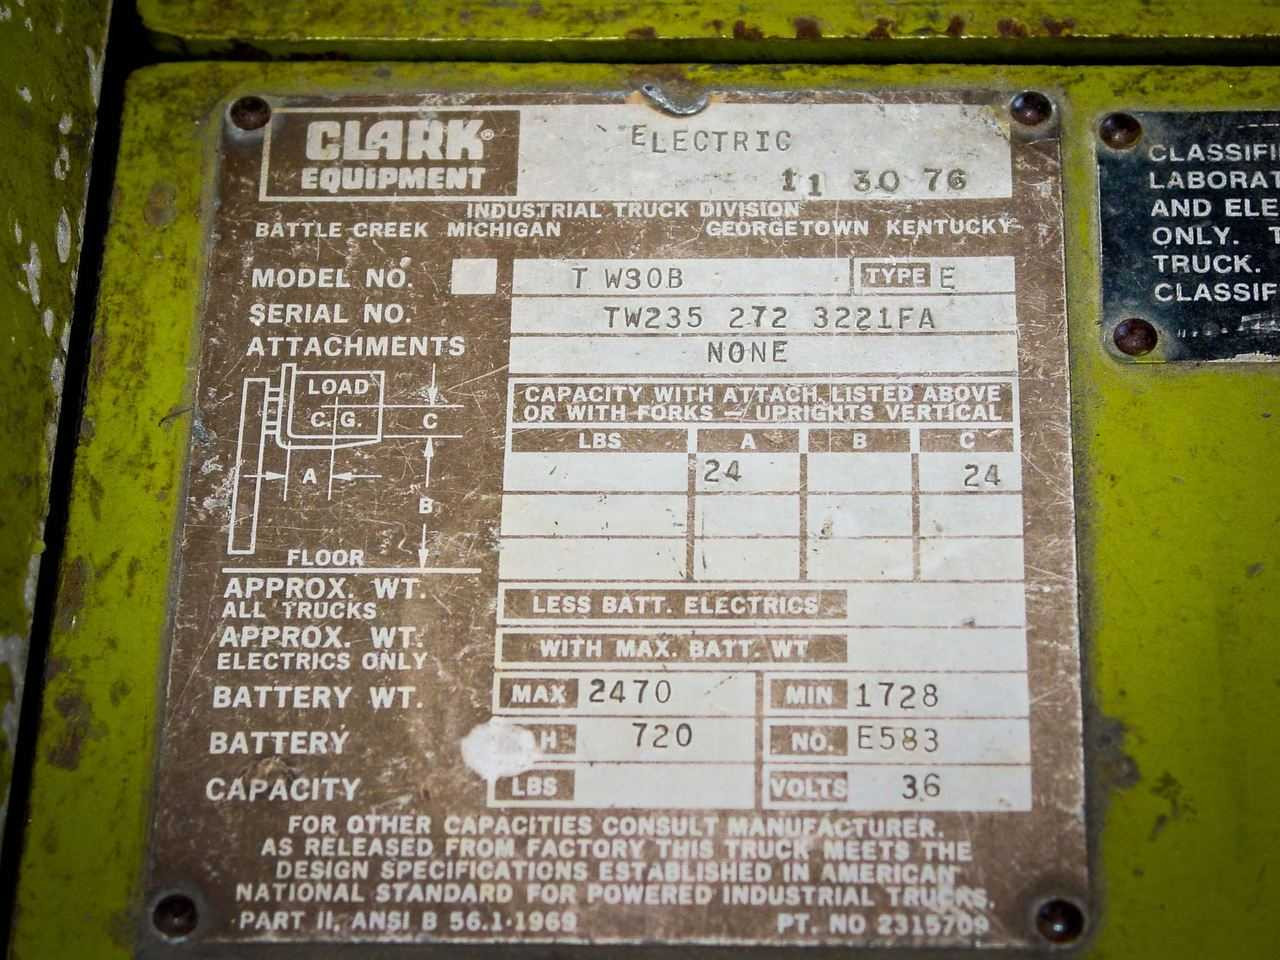 CLARK®
EQUIPMENT
ELECTRIC
11 30 76
INDUSTRIAL TRUCK DIVISION
BATTLE CREEK MICHIGAN GEORGETOWN KENTUCKY
MODEL NO. T W30B TYPE E
SERIAL NO. TW235 272 3221FA
ATTACHMENTS NONE
LOAD
C. G.
C
A
B
FLOOR
CAPACITY WITH ATTACH. LISTED ABOVE
OR WITH FORKS — UPRIGHTS VERTICAL
LBS A B C
24 24
APPROX. WT. LESS BATT. ELECTRICS
ALL TRUCKS
APPROX. WT. WITH MAX. BATT. WT
ELECTRICS ONLY
BATTERY WT. MAX 2470 MIN 1728
BATTERY H 720 NO. E583
CAPACITY LBS VOLTS 36
FOR OTHER CAPACITIES CONSULT MANUFACTURER.
AS RELEASED FROM FACTORY THIS TRUCK MEETS THE
DESIGN SPECIFICATIONS ESTABLISHED IN AMERICAN
NATIONAL STANDARD FOR POWERED INDUSTRIAL TRUCKS.
PART II, ANSI B 56.1-1969 PT. NO 2315709
CLASSIFI
LABORAT
AND ELE
ONLY. T
TRUCK.
CLASSIF